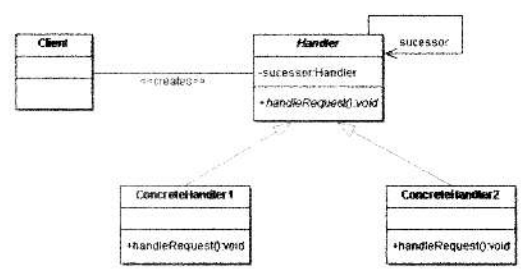 Client
Handler
sucessor
-sucessor:Handler
<<creates>>
+handleRequest():void
ConcreteHandler1
ConcreteHandler2
+handleRequest():void
+handleRequest():void